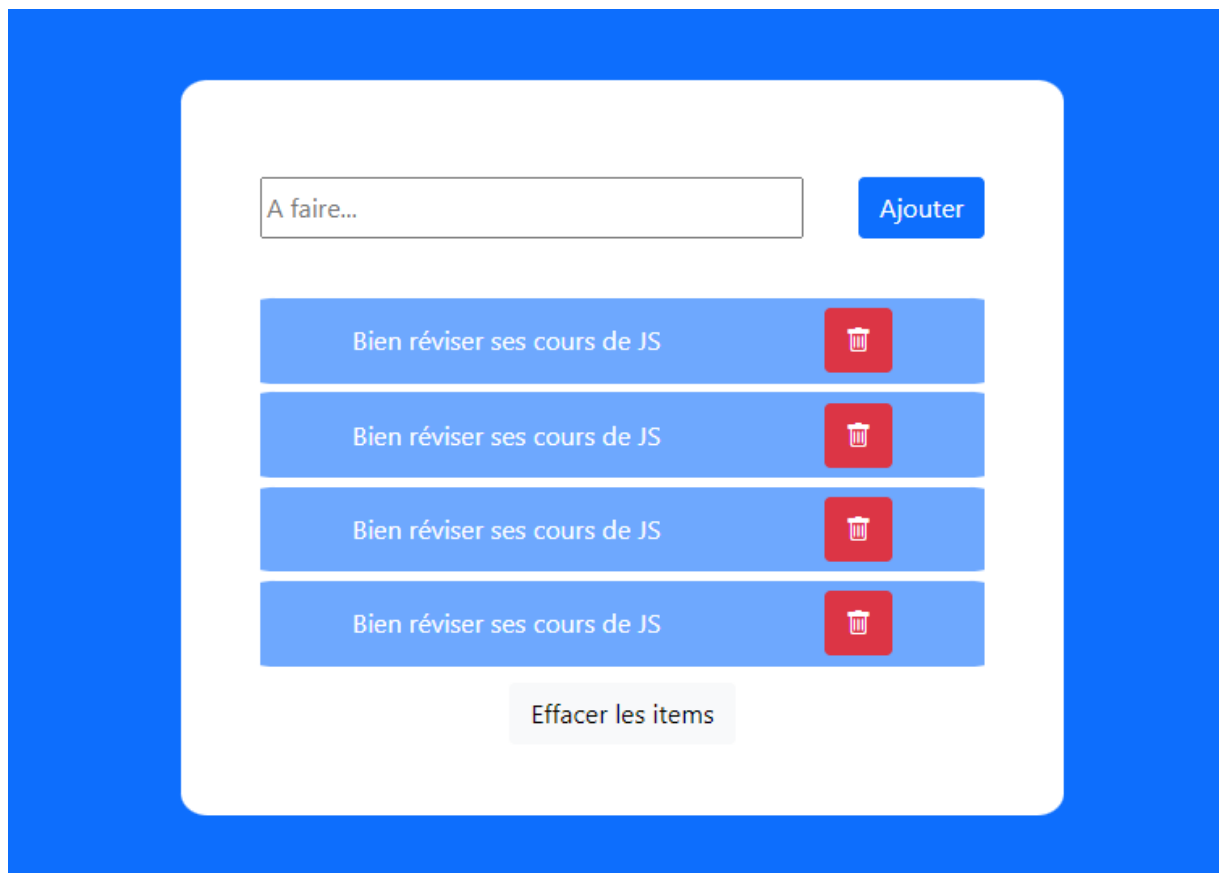 A faire...
Ajouter
Bien réviser ses cours de JS
Bien réviser ses cours de JS
Bien réviser ses cours de JS
Bien réviser ses cours de JS
Effacer les items